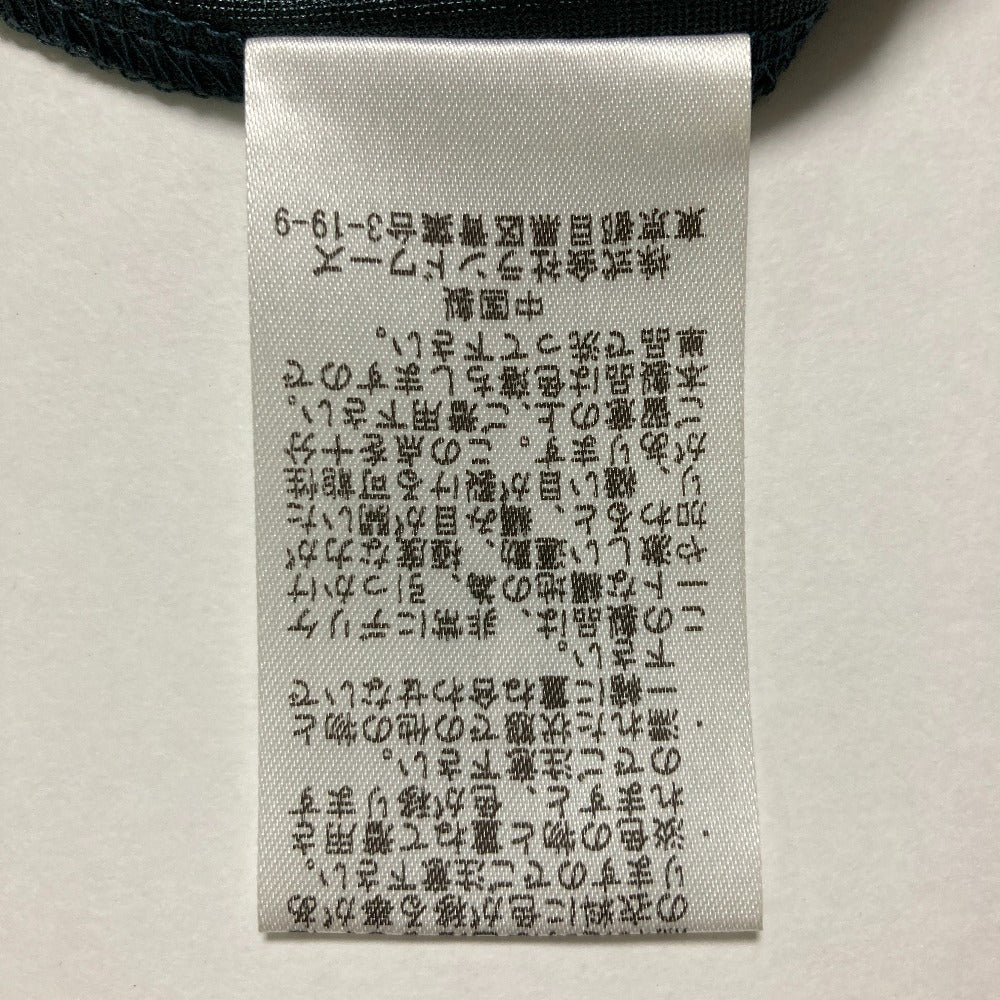 の衣料に色が移る事があ
りますのでご注意下さい。
・淡色の物と重ねて着用さ
れますと、色が移ります
のでご注意下さい。
・濡れた状態での他の物と
一緒に重ね合わせないで
下さい。
この製品は、非常にデリケ
ートな編地の為、引っかけ
や激しい運動、極度な力が
加わると、編み目が開いた
り、縫い目が裂ける可能性
があります。この点を十分
ご留意の上、ご着用下さい。
本製品は色落ちしますので
単品で洗って下さい。
中国製
株式会社ランドワーズ
東京都目黒区青葉台3-19-9